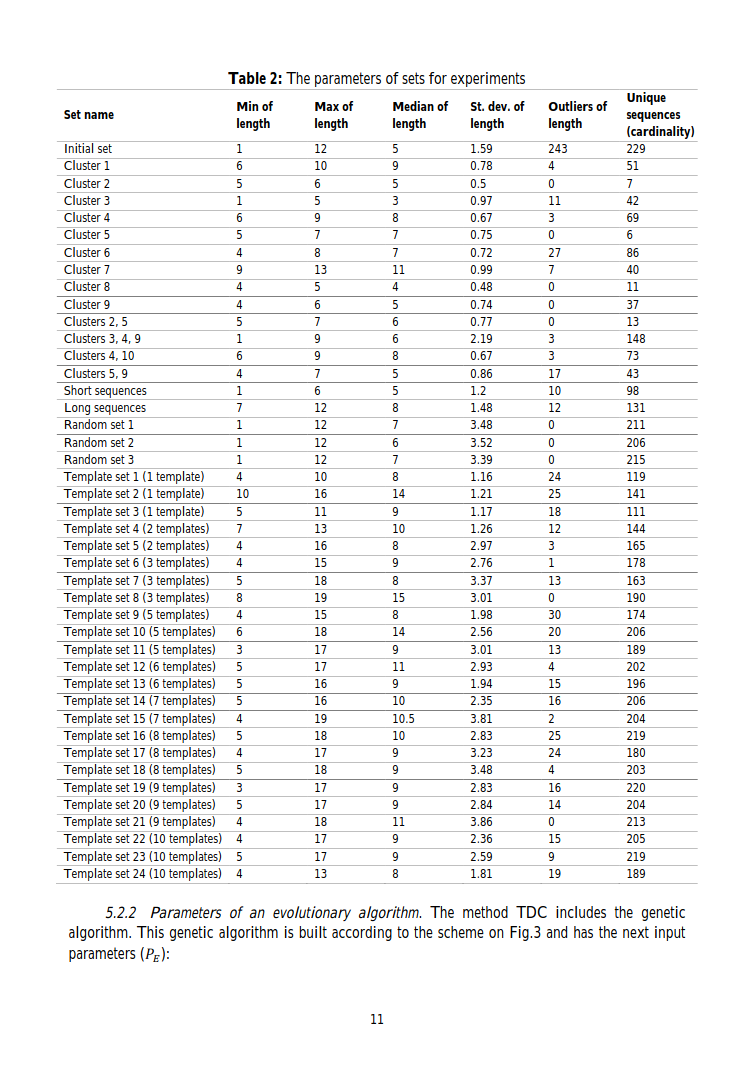 Table 2: The parameters of sets for experiments
Set name Min of length Max of length Median of length St. dev. of length Outliers of length Unique sequences (cardinality)
Initial set 1 12 5 1.59 243 229
Cluster 1 6 10 9 0.78 4 51
Cluster 2 5 6 5 0.5 0 7
Cluster 3 1 5 3 0.97 11 42
Cluster 4 6 9 8 0.67 3 69
Cluster 5 5 7 7 0.75 0 6
Cluster 6 4 8 7 0.72 27 86
Cluster 7 9 13 11 0.99 7 40
Cluster 8 4 5 4 0.48 0 11
Cluster 9 4 6 5 0.74 0 37
Clusters 2, 5 5 7 6 0.77 0 13
Clusters 3, 4, 9 1 9 6 2.19 3 148
Clusters 4, 10 6 9 8 0.67 3 73
Clusters 5, 9 4 7 5 0.86 17 43
Short sequences 1 6 5 1.2 10 98
Long sequences 7 12 8 1.48 12 131
Random set 1 1 12 7 3.48 0 211
Random set 2 1 12 6 3.52 0 206
Random set 3 1 12 7 3.39 0 215
Template set 1 (1 template) 4 10 8 1.16 24 119
Template set 2 (1 template) 10 16 14 1.21 25 141
Template set 3 (1 template) 5 11 9 1.17 18 111
Template set 4 (2 templates) 7 13 10 1.26 12 144
Template set 5 (2 templates) 4 16 8 2.97 3 165
Template set 6 (3 templates) 4 15 9 2.76 1 178
Template set 7 (3 templates) 5 18 8 3.37 13 163
Template set 8 (3 templates) 8 19 15 3.01 0 190
Template set 9 (5 templates) 4 15 8 1.98 30 174
Template set 10 (5 templates) 6 18 14 2.56 20 206
Template set 11 (5 templates) 3 17 9 3.01 13 189
Template set 12 (6 templates) 5 17 11 2.93 4 202
Template set 13 (6 templates) 5 16 9 1.94 15 196
Template set 14 (7 templates) 5 16 10 2.35 16 206
Template set 15 (7 templates) 4 19 10.5 3.81 2 204
Template set 16 (8 templates) 5 18 10 2.83 25 219
Template set 17 (8 templates) 4 17 9 3.23 24 180
Template set 18 (8 templates) 5 18 9 3.48 4 203
Template set 19 (9 templates) 3 17 9 2.83 16 220
Template set 20 (9 templates) 5 17 9 2.84 14 204
Template set 21 (9 templates) 4 18 11 3.86 0 213
Template set 22 (10 templates) 4 17 9 2.36 15 205
Template set 23 (10 templates) 5 17 9 2.59 9 219
Template set 24 (10 templates) 4 13 8 1.81 19 189
5.2.2 Parameters of an evolutionary algorithm. The method TDC includes the genetic
algorithm. This genetic algorithm is built according to the scheme on Fig.3 and has the next input
parameters (P_E):
11